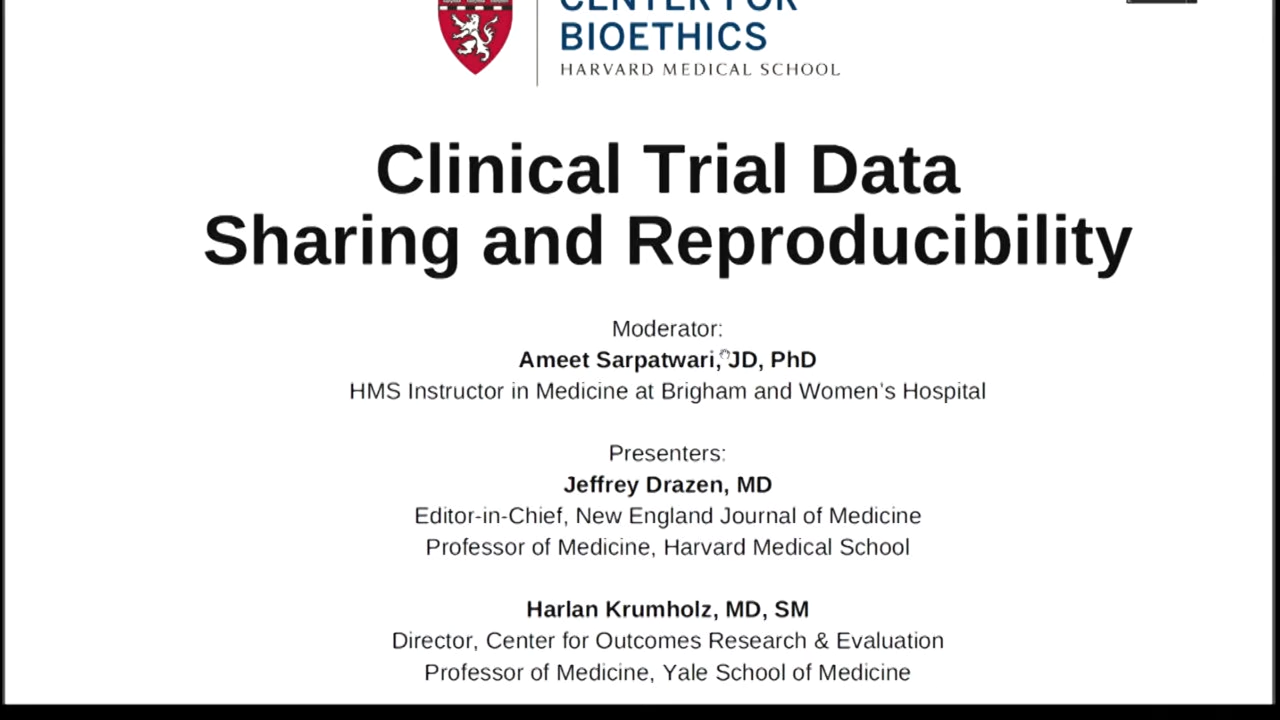 CENTER FOR
BIOETHICS
HARVARD MEDICAL SCHOOL
Clinical Trial Data
Sharing and Reproducibility
Moderator:
Ameet Sarpatwari, JD, PhD
HMS Instructor in Medicine at Brigham and Women's Hospital
Presenters:
Jeffrey Drazen, MD
Editor-in-Chief, New England Journal of Medicine
Professor of Medicine, Harvard Medical School
Harlan Krumholz, MD, SM
Director, Center for Outcomes Research & Evaluation
Professor of Medicine, Yale School of Medicine